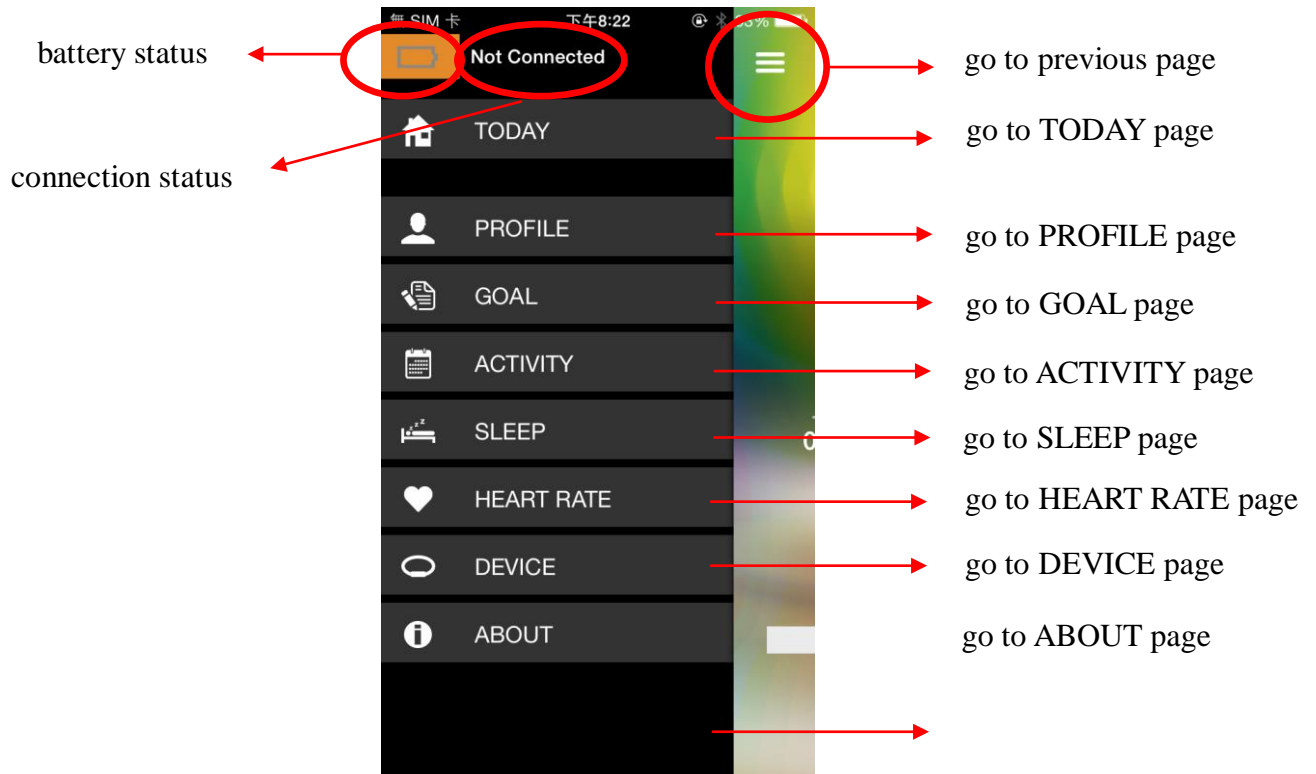 無 SIM 卡 下午8:22 53%
battery status Not Connected go to previous page
TODAY go to TODAY page
connection status
PROFILE go to PROFILE page
GOAL go to GOAL page
ACTIVITY go to ACTIVITY page
SLEEP go to SLEEP page
0
HEART RATE go to HEART RATE page
DEVICE go to DEVICE page
ABOUT go to ABOUT page